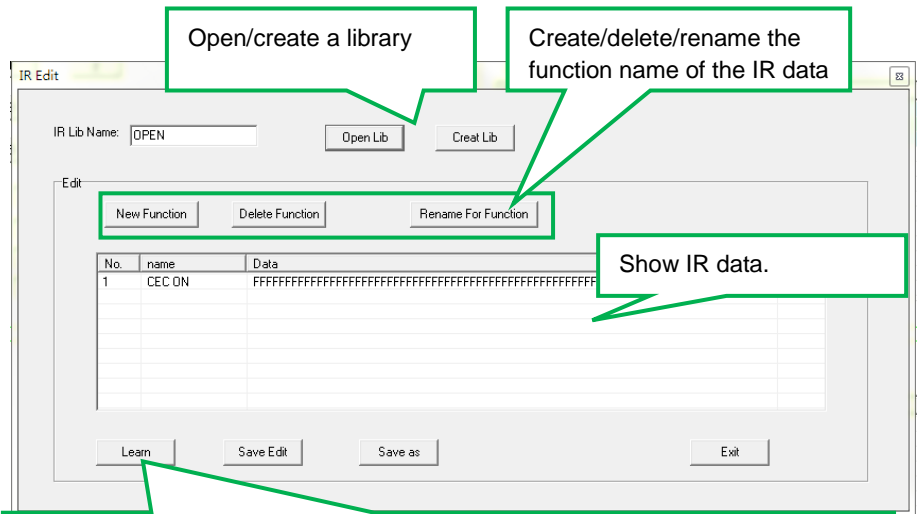 Open/create a library
Create/delete/rename the
function name of the IR data
IR Edit
IR Lib Name:
OPEN
Open Lib
Creat Lib
Edit
New Function
Delete Function
Rename For Function
No.
name
Data
Show IR data.
1
CEC ON
FFFFFFFFFFFFFFFFFFFFFFFFFFFFFFFFFFFFFFFFFFFFFFFFFFFFFF
Learn
Save Edit
Save as
Exit